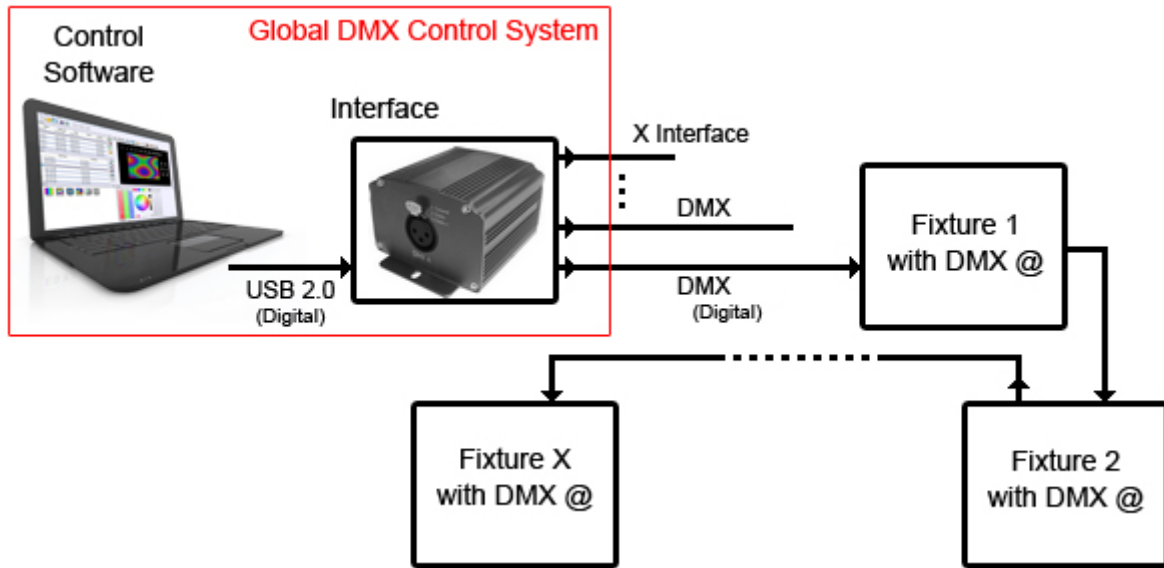 Global DMX Control System
Control
Software
Interface
X Interface
DMX
USB 2.0
(Digital)
DMX
(Digital)
Fixture 1
with DMX @
Fixture X
with DMX @
Fixture 2
with DMX @